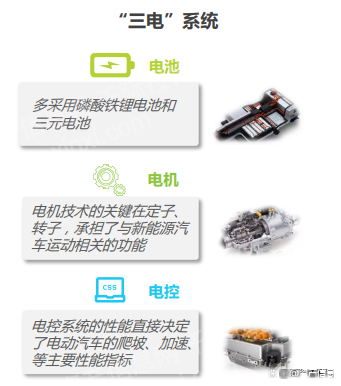 “三电”系统
电池
多采用磷酸铁锂电池和
三元电池
电机
电机技术的关键在定子、
转子，承担了与新能源汽
车运动相关的功能
css
电控
电控系统的性能直接决定
了电动汽车的爬坡、加速、
等主要性能指标